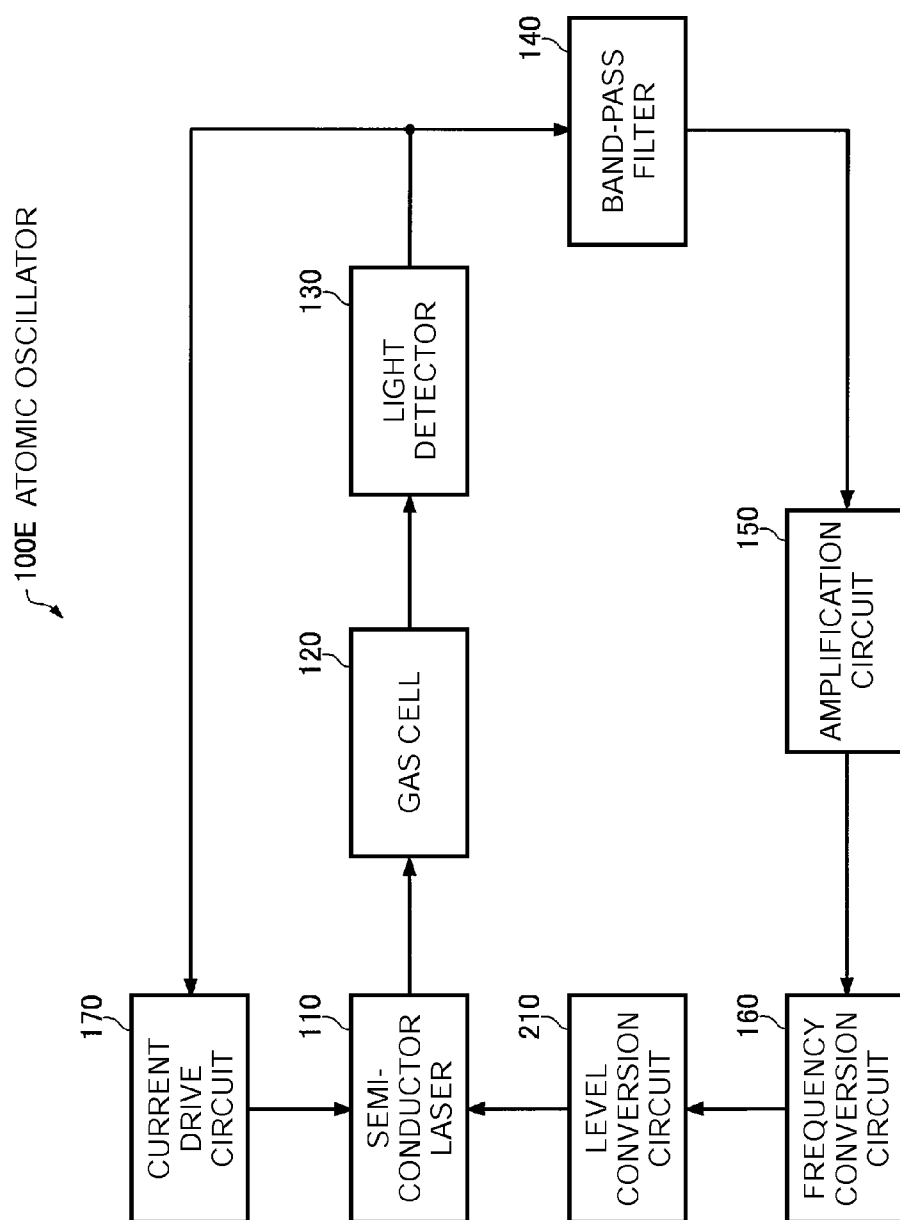 100E ATOMIC OSCILLATOR
170
CURRENT
DRIVE
CIRCUIT
110
SEMI-
CONDUCTOR
LASER
120
GAS CELL
130
LIGHT
DETECTOR
140
BAND-PASS
FILTER
210
LEVEL
CONVERSION
CIRCUIT
160
FREQUENCY
CONVERSION
CIRCUIT
150
AMPLIFICATION
CIRCUIT